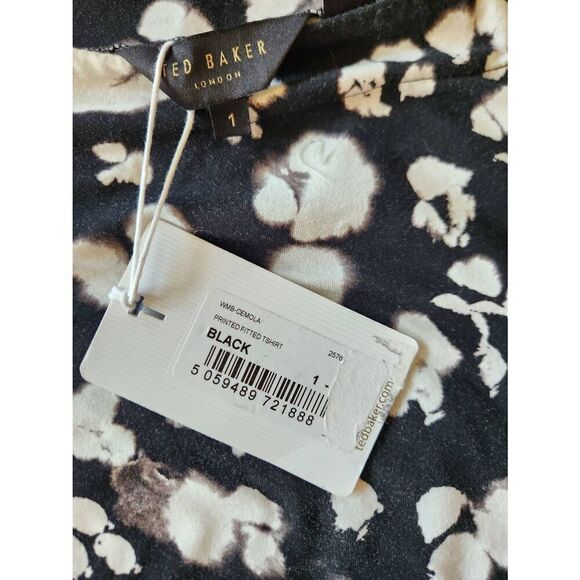 TED BAKER
LONDON
1
WMB-CEMOLA
PRINTED FITTED TSHIRT 2576
BLACK
1 -
5 059489 721888
tedbaker.com